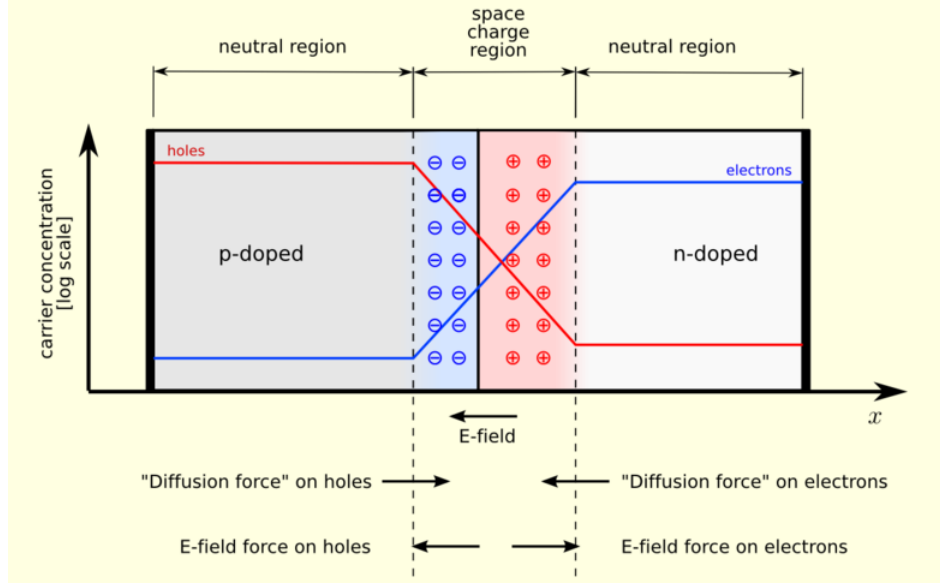 space
charge
region
neutral region
neutral region
holes
electrons
p-doped
n-doped
carrier concentration
[log scale]
x
E-field
"Diffusion force" on holes
"Diffusion force" on electrons
E-field force on holes
E-field force on electrons